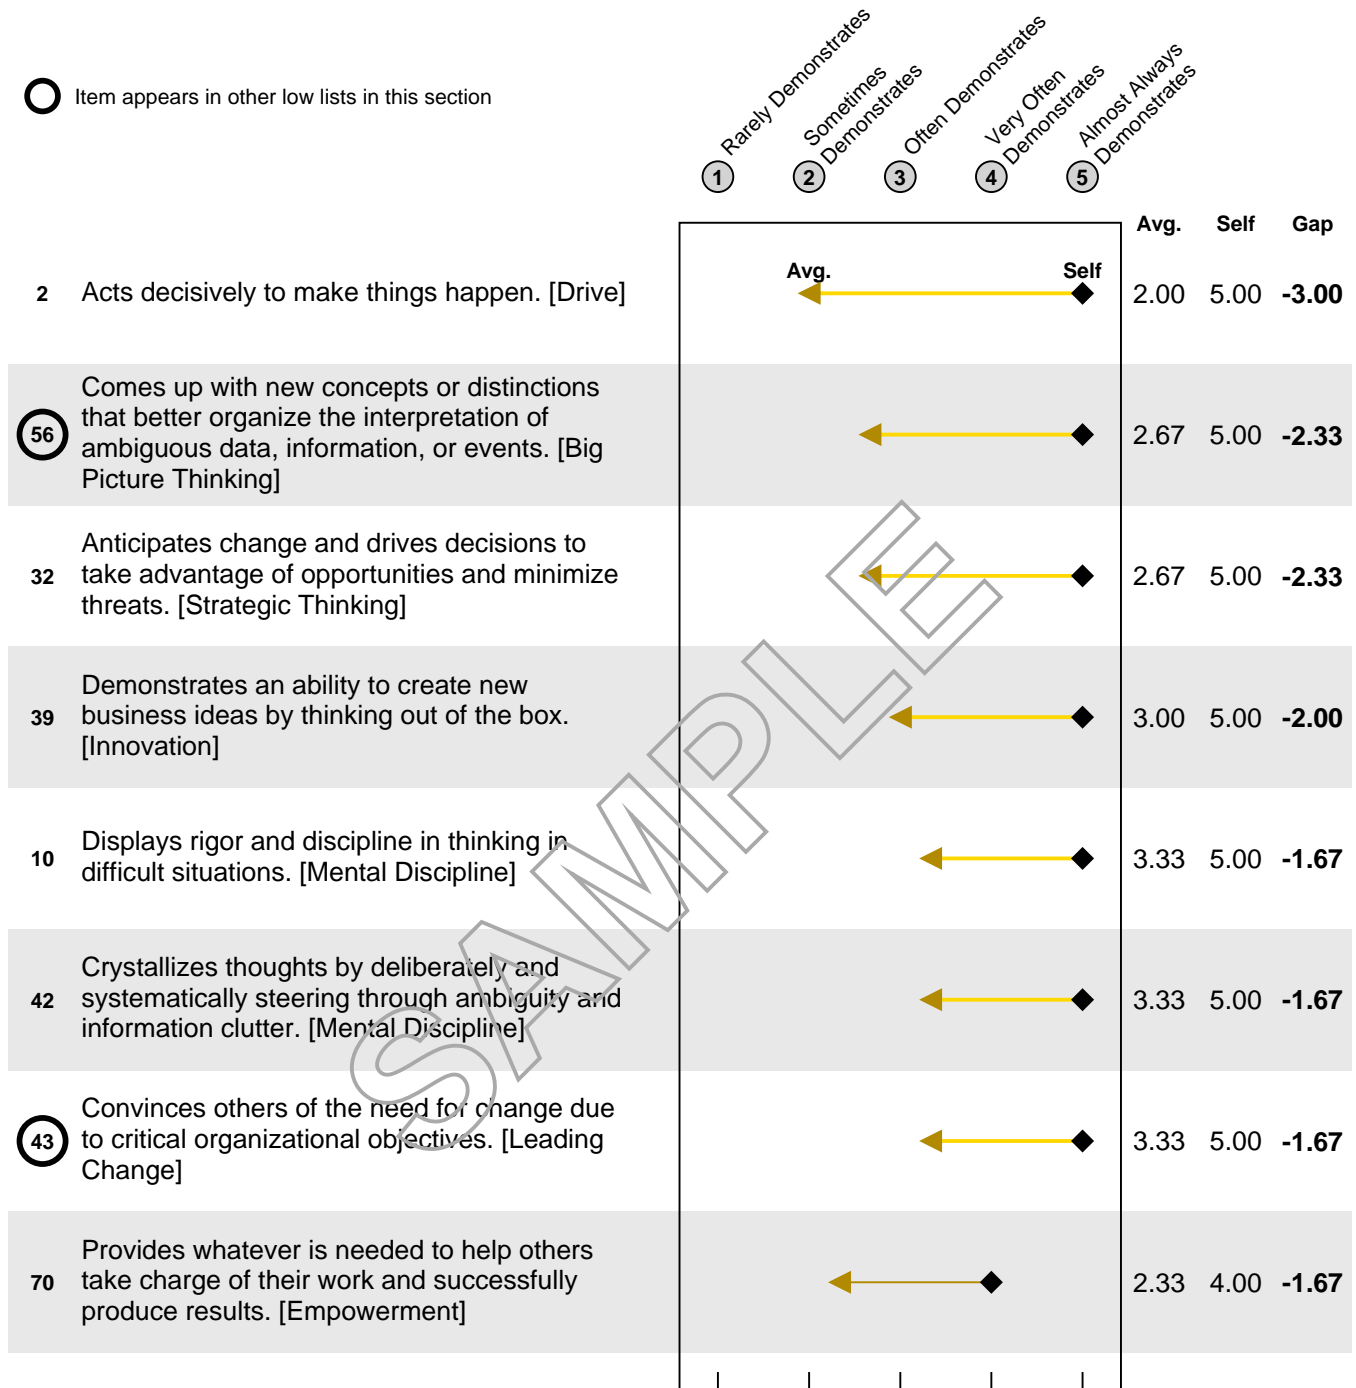 Item appears in other low lists in this section
Rarely Demonstrates
Sometimes
Demonstrates
Often Demonstrates
Very Often
Demonstrates
Almost Always
Demonstrates
1 2 3 4 5
Avg. Self Gap
Avg. Self
2 Acts decisively to make things happen. [Drive] 2.00 5.00 -3.00
Comes up with new concepts or distinctions
that better organize the interpretation of
56 ambiguous data, information, or events. [Big 2.67 5.00 -2.33
Picture Thinking]
Anticipates change and drives decisions to
32 take advantage of opportunities and minimize 2.67 5.00 -2.33
threats. [Strategic Thinking]
Demonstrates an ability to create new
39 business ideas by thinking out of the box. 3.00 5.00 -2.00
[Innovation]
Displays rigor and discipline in thinking in
10 difficult situations. [Mental Discipline] 3.33 5.00 -1.67
Crystallizes thoughts by deliberately and
42 systematically steering through ambiguity and 3.33 5.00 -1.67
information clutter. [Mental Discipline]
Convinces others of the need for change due
43 to critical organizational objectives. [Leading 3.33 5.00 -1.67
Change]
Provides whatever is needed to help others
70 take charge of their work and successfully 2.33 4.00 -1.67
produce results. [Empowerment]
SAMPLE